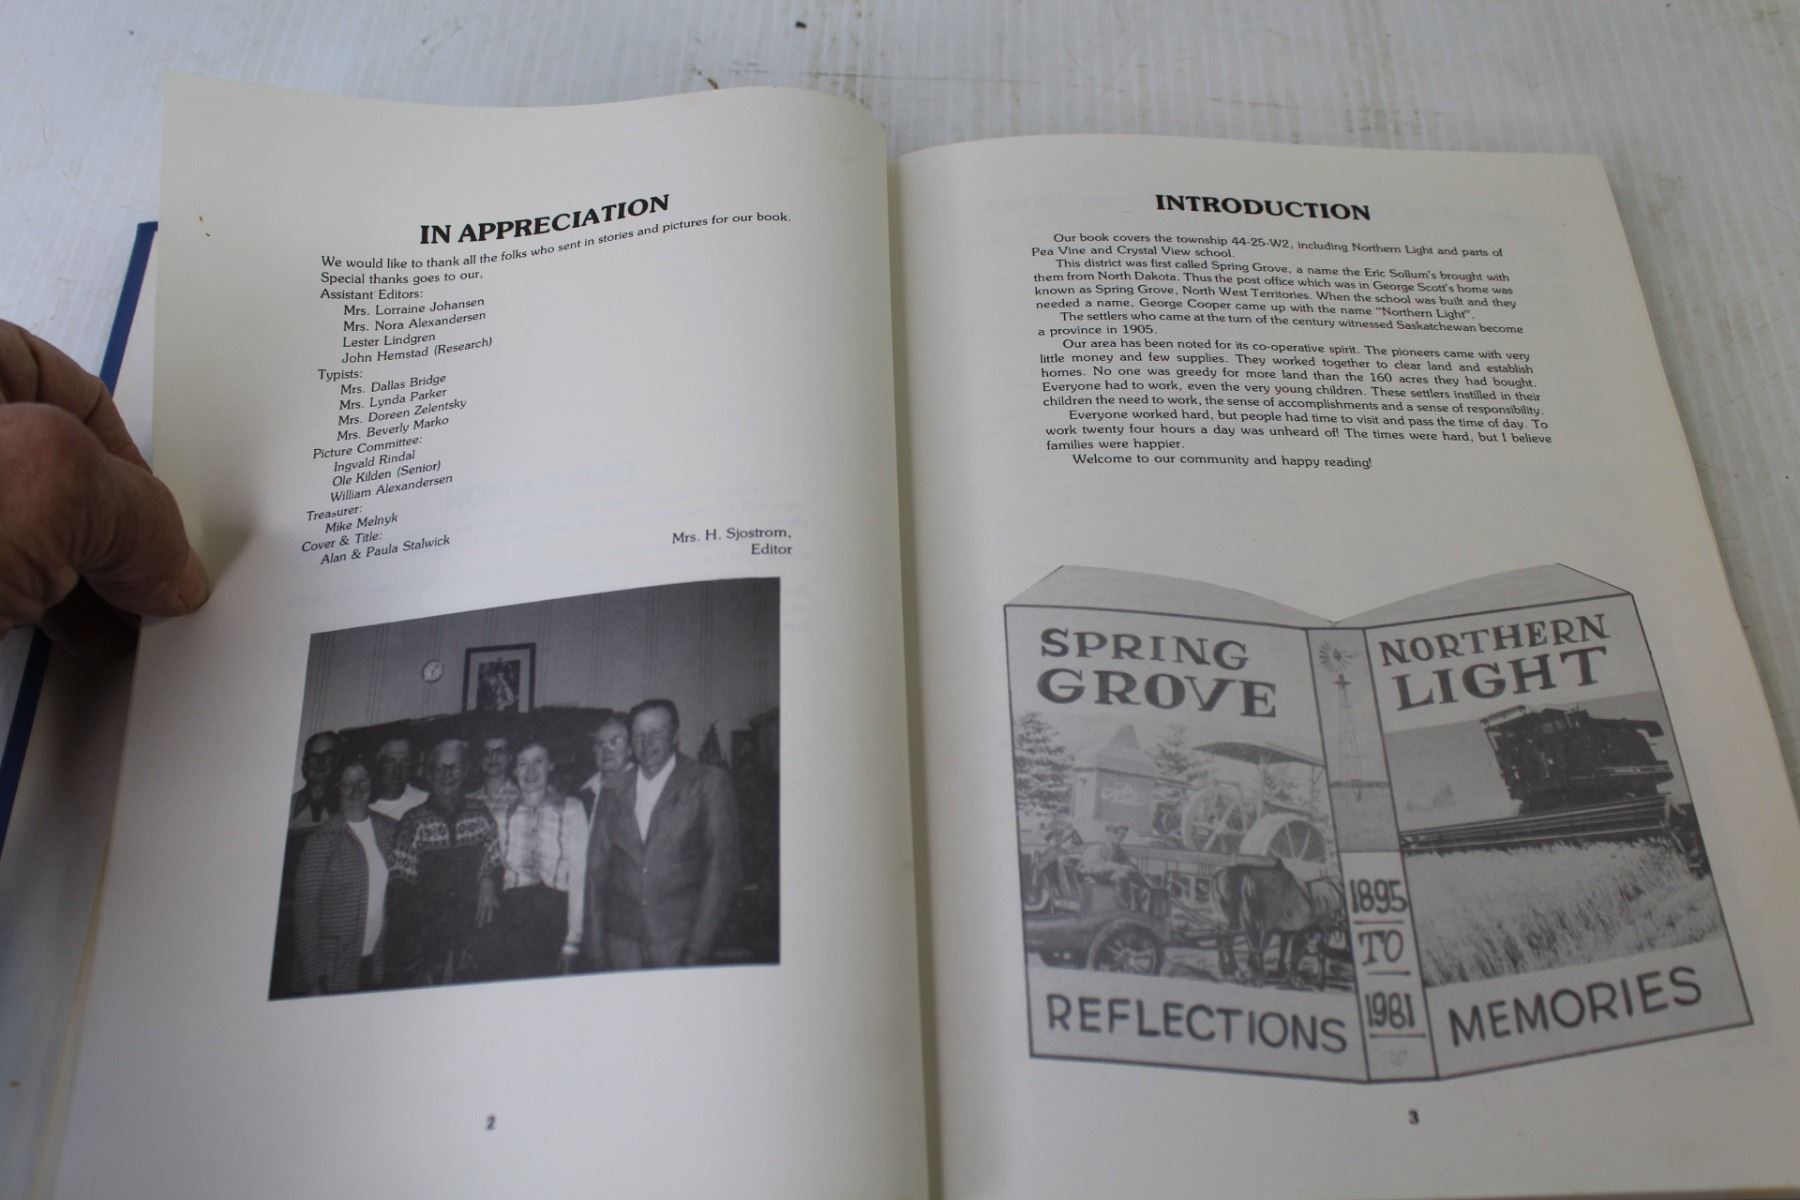 IN APPRECIATION
We would like to thank all the folks who sent in stories and pictures for our book.
Special thanks goes to our,
Assistant Editors:
Mrs. Lorraine Johansen
Mrs. Nora Alexandersen
Lester Lindgren
John Hemstad (Research)
Typists:
Mrs. Dallas Bridge
Mrs. Lynda Parker
Mrs. Doreen Zelentsky
Mrs. Beverly Marko
Picture Committee:
Ingvald Rindal
Ole Kilden (Senior)
William Alexandersen
Treasurer:
Mike Melnyk
Cover & Title:
Alan & Paula Stalwick
Mrs. H. Sjostrom,
Editor
2
INTRODUCTION
Our book covers the township 44-25-W2, including Northern Light and parts of
Pea Vine and Crystal View school.
This district was first called Spring Grove, a name the Eric Sollum's brought with
them from North Dakota. Thus the post office which was in George Scott's home was
known as Spring Grove, North West Territories. When the school was built and they
needed a name, George Cooper came up with the name "Northern Light".
The settlers who came at the turn of the century witnessed Saskatchewan become
a province in 1905.
Our area has been noted for its co-operative spirit. The pioneers came with very
little money and few supplies. They worked together to clear land and establish
homes. No one was greedy for more land than the 160 acres they had bought.
Everyone had to work, even the very young children. These settlers instilled in their
children the need to work, the sense of accomplishments and a sense of responsibility.
Everyone worked hard, but people had time to visit and pass the time of day. To
work twenty four hours a day was unheard of! The times were hard, but I believe
families were happier.
Welcome to our community and happy reading!
SPRING
GROVE
REFLECTIONS
1895
TO
1981
NORTHERN
LIGHT
MEMORIES
3